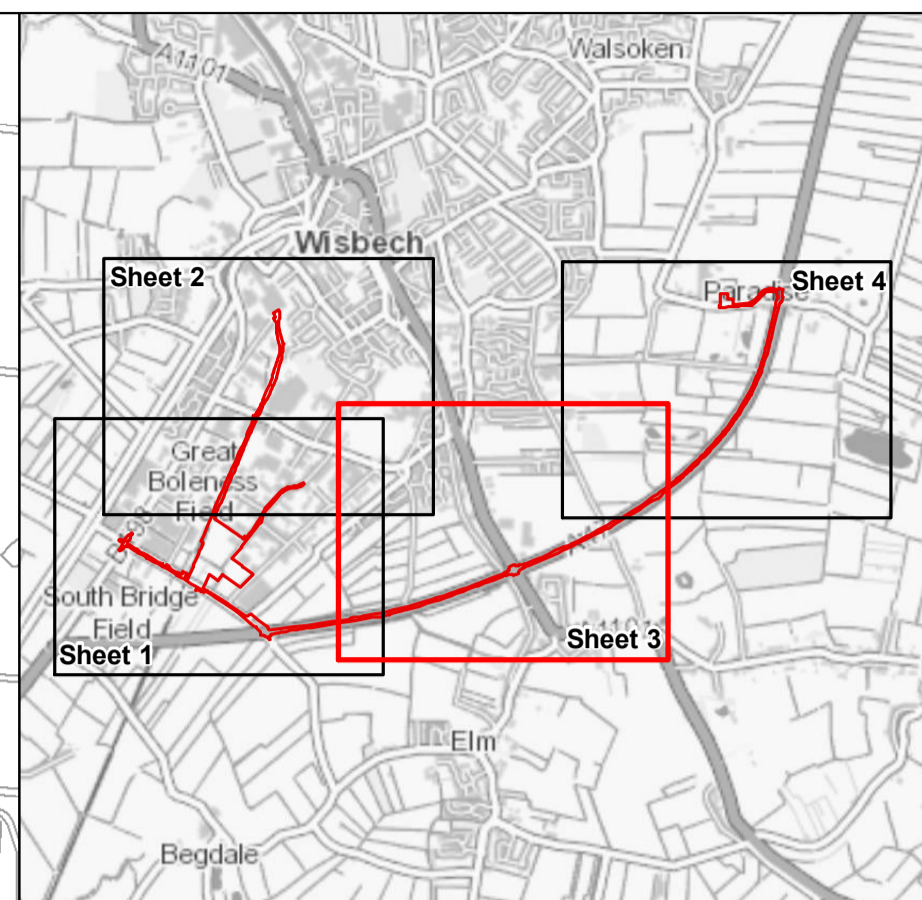 Walsoken
A1101
Wisbech
Sheet 2
Paradise
Sheet 4
Great
Boleness
Field
South Bridge
Field
Sheet 1
Sheet 3
Elm
Begdale